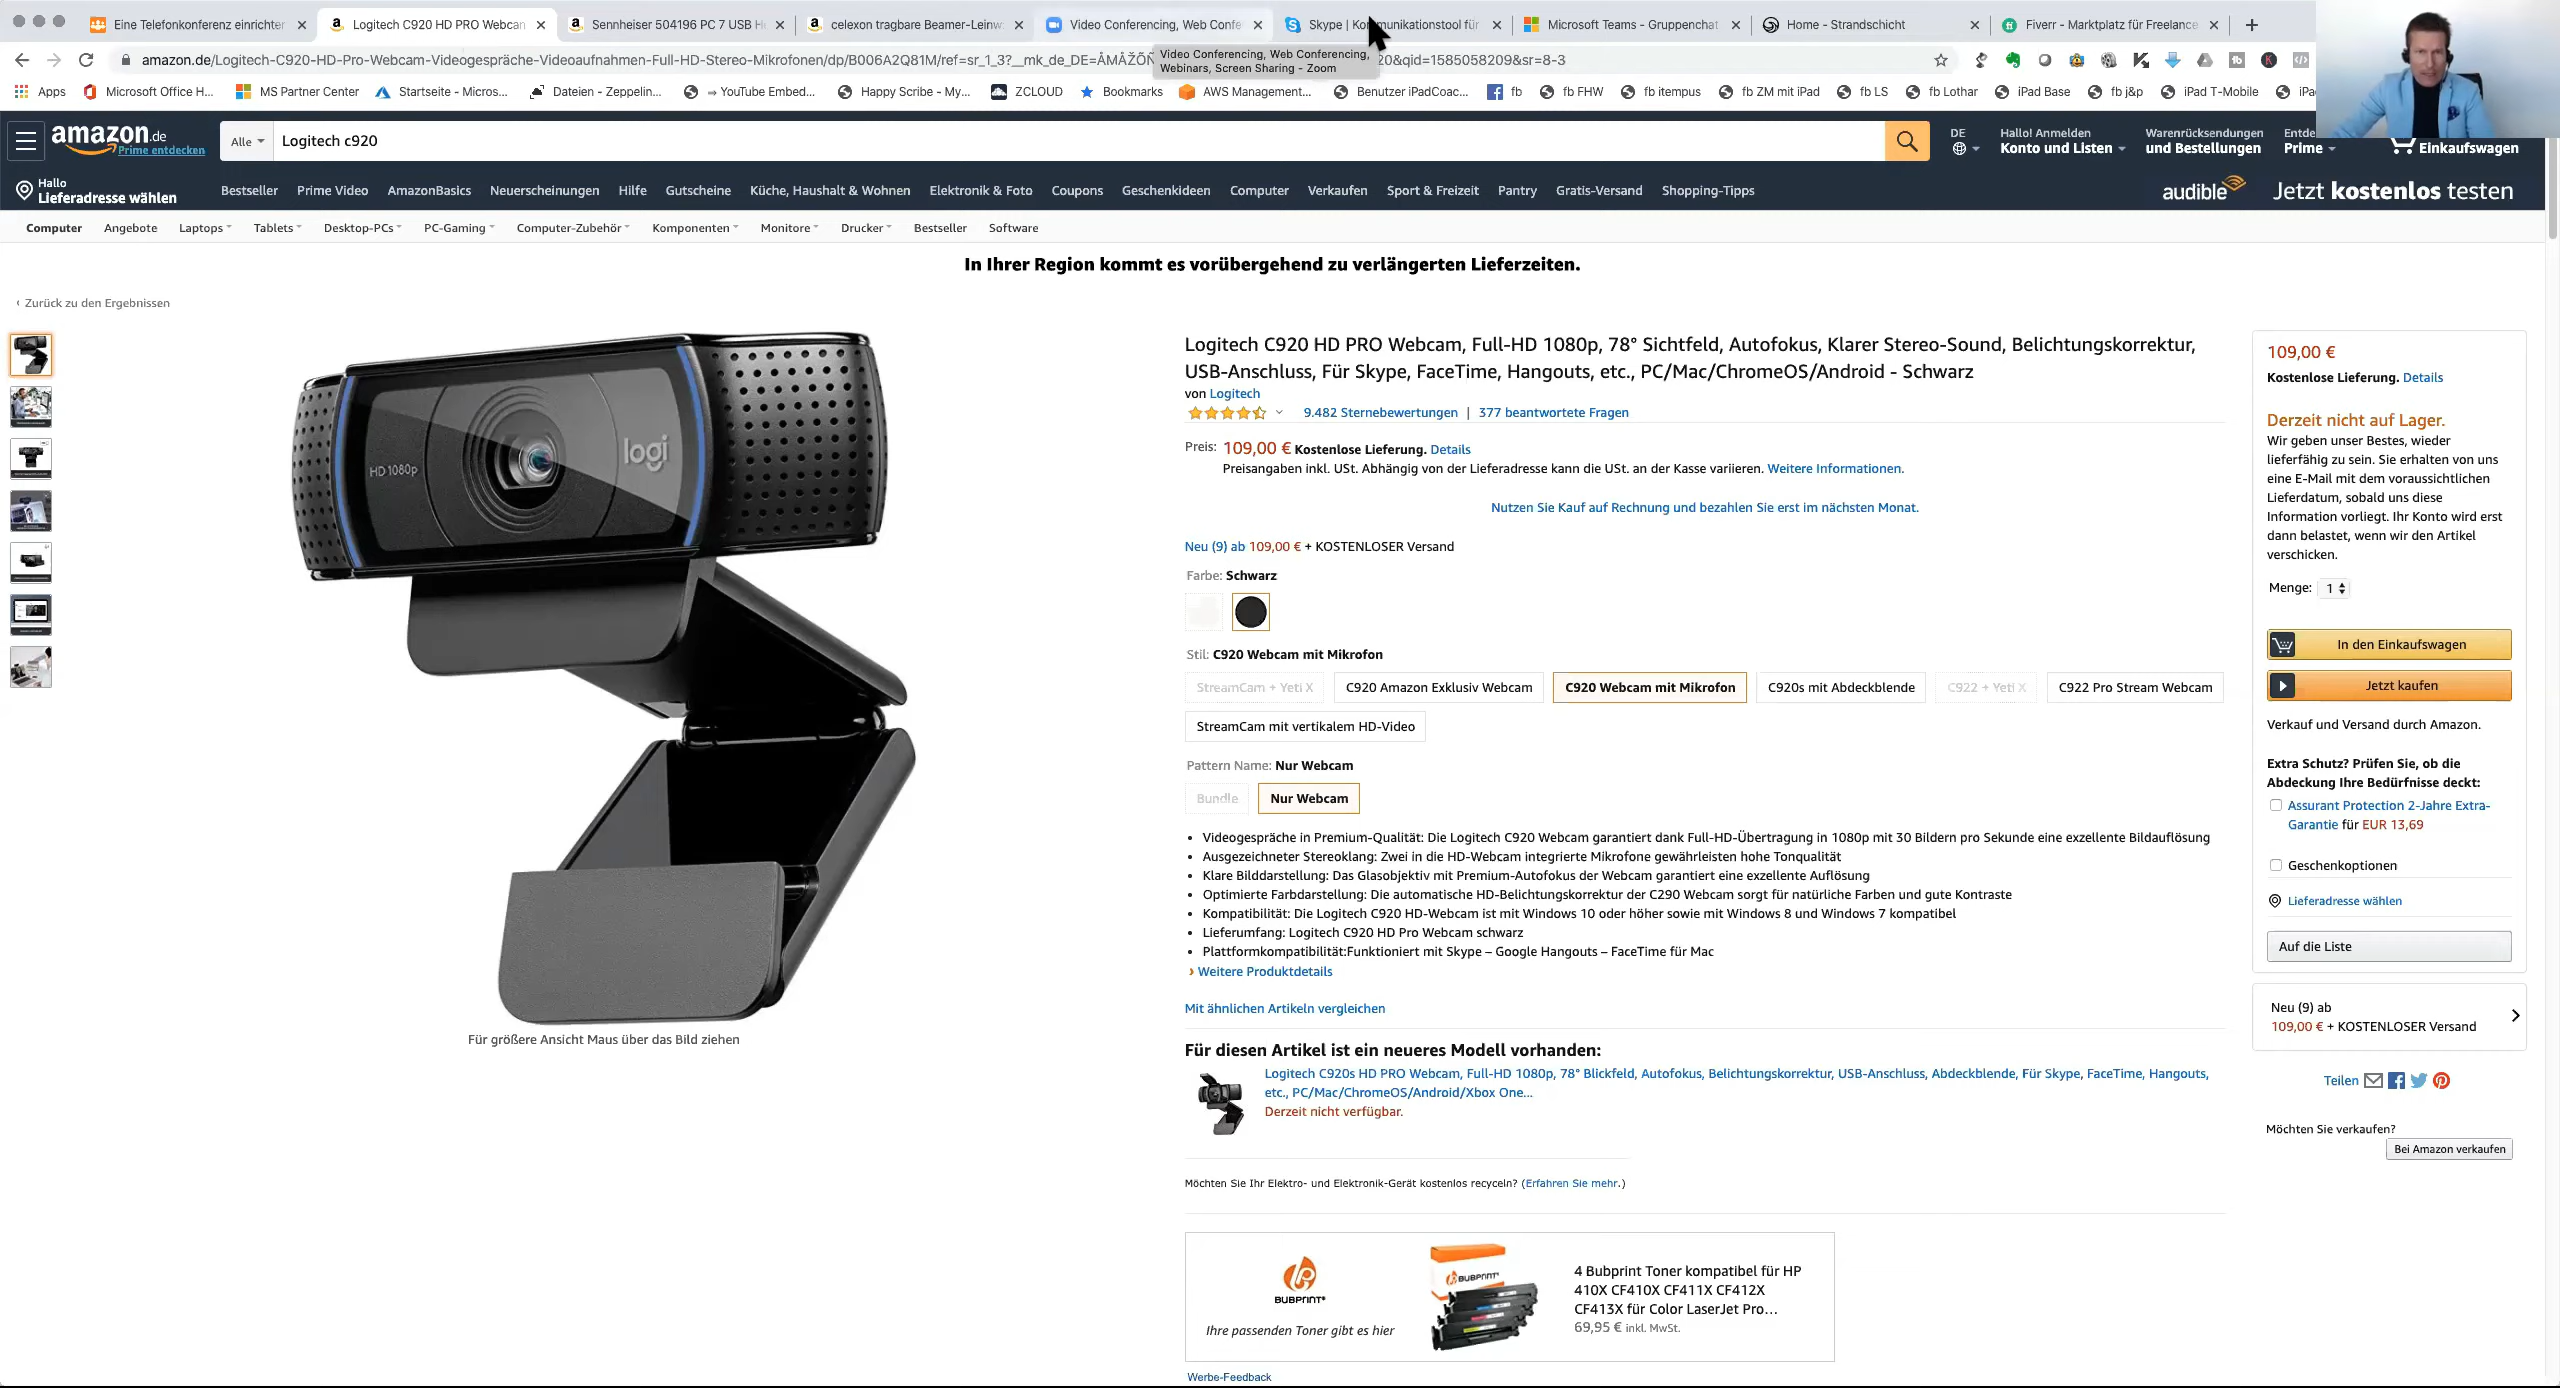 Eine Telefonkonferenz einrichten
Logitech C920 HD PRO Webcam
Sennheiser 504196 PC 7 USB H
celexon tragbare Beamer-Leinw
Video Conferencing, Web Confe
Skype | Kommunikationstool für
Microsoft Teams - Gruppenchat
Home - Strandschicht
Fiverr - Marktplatz für Freelance
amazon.de/Logitech-C920-HD-Pro-Webcam-Videogespräche-Videoaufnahmen-Full-HD-Stereo-Mikrofonen/dp/B006A2Q81M/ref=sr_1_3?__mk_de_DE=ÅMÅŽÕÑ
20&qid=1585058209&sr=8-3
Video Conferencing, Web Conferencing,
Webinars, Screen Sharing - Zoom
Apps
Microsoft Office H...
MS Partner Center
Startseite - Micros...
Dateien - Zeppelin...
⇒ YouTube Embed...
Happy Scribe - My...
ZCLOUD
Bookmarks
AWS Management...
Benutzer iPadCoac...
fb
fb FHW
fb itempus
fb ZM mit iPad
fb LS
fb Lothar
iPad Base
fb j&p
iPad T-Mobile
iPa
amazon.de
Prime entdecken
Alle
Logitech c920
DE
Hallo! Anmelden
Konto und Listen
Warenrücksendungen
und Bestellungen
Entde
Prime
Einkaufswagen
Hallo
Lieferadresse wählen
Bestseller
Prime Video
AmazonBasics
Neuerscheinungen
Hilfe
Gutscheine
Küche, Haushalt & Wohnen
Elektronik & Foto
Coupons
Geschenkideen
Computer
Verkaufen
Sport & Freizeit
Pantry
Gratis-Versand
Shopping-Tipps
audible
Jetzt kostenlos testen
Computer
Angebote
Laptops
Tablets
Desktop-PCs
PC-Gaming
Computer-Zubehör
Komponenten
Monitore
Drucker
Bestseller
Software
In Ihrer Region kommt es vorübergehend zu verlängerten Lieferzeiten.
‹ Zurück zu den Ergebnissen
HD 1080p
logi
Für größere Ansicht Maus über das Bild ziehen
Logitech C920 HD PRO Webcam, Full-HD 1080p, 78° Sichtfeld, Autofokus, Klarer Stereo-Sound, Belichtungskorrektur,
USB-Anschluss, Für Skype, FaceTime, Hangouts, etc., PC/Mac/ChromeOS/Android - Schwarz
von Logitech
9.482 Sternebewertungen | 377 beantwortete Fragen
Preis: 109,00 € Kostenlose Lieferung. Details
Preisangaben inkl. USt. Abhängig von der Lieferadresse kann die USt. an der Kasse variieren. Weitere Informationen.
Nutzen Sie Kauf auf Rechnung und bezahlen Sie erst im nächsten Monat.
Neu (9) ab 109,00 € + KOSTENLOSER Versand
Farbe: Schwarz
Stil: C920 Webcam mit Mikrofon
StreamCam + Yeti X
C920 Amazon Exklusiv Webcam
C920 Webcam mit Mikrofon
C920s mit Abdeckblende
C922 + Yeti X
C922 Pro Stream Webcam
StreamCam mit vertikalem HD-Video
Pattern Name: Nur Webcam
Bundle
Nur Webcam
• Videogespräche in Premium-Qualität: Die Logitech C920 Webcam garantiert dank Full-HD-Übertragung in 1080p mit 30 Bildern pro Sekunde eine exzellente Bildauflösung
• Ausgezeichneter Stereoklang: Zwei in die HD-Webcam integrierte Mikrofone gewährleisten hohe Tonqualität
• Klare Bilddarstellung: Das Glasobjektiv mit Premium-Autofokus der Webcam garantiert eine exzellente Auflösung
• Optimierte Farbdarstellung: Die automatische HD-Belichtungskorrektur der C290 Webcam sorgt für natürliche Farben und gute Kontraste
• Kompatibilität: Die Logitech C920 HD-Webcam ist mit Windows 10 oder höher sowie mit Windows 8 und Windows 7 kompatibel
• Lieferumfang: Logitech C920 HD Pro Webcam schwarz
• Plattformkompatibilität:Funktioniert mit Skype – Google Hangouts – FaceTime für Mac
› Weitere Produktdetails
Mit ähnlichen Artikeln vergleichen
Für diesen Artikel ist ein neueres Modell vorhanden:
Logitech C920s HD PRO Webcam, Full-HD 1080p, 78° Blickfeld, Autofokus, Belichtungskorrektur, USB-Anschluss, Abdeckblende, Für Skype, FaceTime, Hangouts,
etc., PC/Mac/ChromeOS/Android/Xbox One...
Derzeit nicht verfügbar.
Möchten Sie Ihr Elektro- und Elektronik-Gerät kostenlos recyceln? (Erfahren Sie mehr.)
BUBPRINT
Ihre passenden Toner gibt es hier
BUBPRINT
4 Bubprint Toner kompatibel für HP
410X CF410X CF411X CF412X
CF413X für Color LaserJet Pro...
69,95 € inkl. MwSt.
Werbe-Feedback
109,00 €
Kostenlose Lieferung. Details
Derzeit nicht auf Lager.
Wir geben unser Bestes, wieder
lieferfähig zu sein. Sie erhalten von uns
eine E-Mail mit dem voraussichtlichen
Lieferdatum, sobald uns diese
Information vorliegt. Ihr Konto wird erst
dann belastet, wenn wir den Artikel
verschicken.
Menge: 1
In den Einkaufswagen
Jetzt kaufen
Verkauf und Versand durch Amazon.
Extra Schutz? Prüfen Sie, ob die
Abdeckung Ihre Bedürfnisse deckt:
Assurant Protection 2-Jahre Extra-
Garantie für EUR 13,69
Geschenkoptionen
Lieferadresse wählen
Auf die Liste
Neu (9) ab
109,00 € + KOSTENLOSER Versand
Teilen
Möchten Sie verkaufen?
Bei Amazon verkaufen